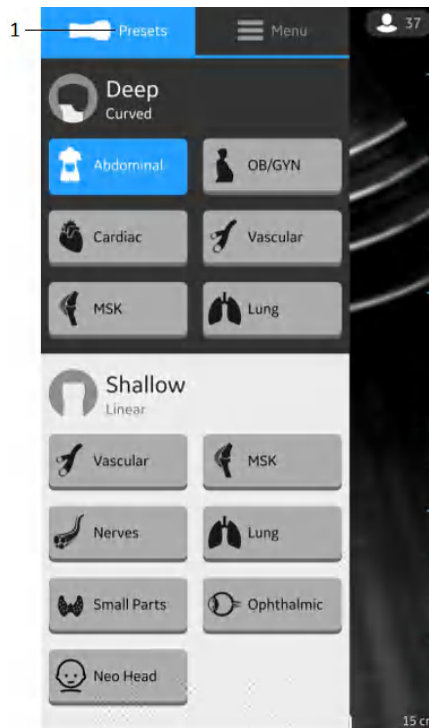 1
Presets
Menu
37
Deep
Curved
Abdominal
OB/GYN
Cardiac
Vascular
MSK
Lung
Shallow
Linear
Vascular
MSK
Nerves
Lung
Small Parts
Ophthalmic
Neo Head
15 c